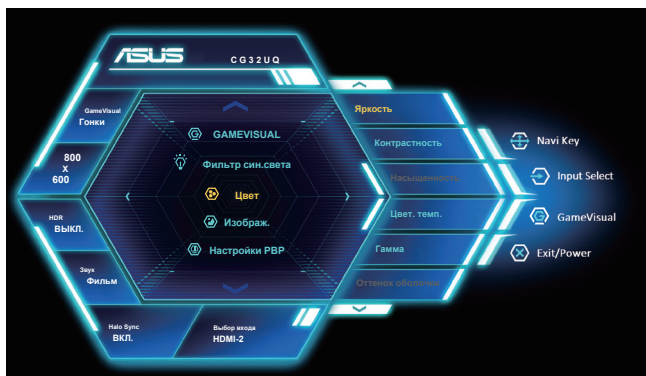 ASUS
CG32UQ
GameVisual
Гонки
800
X
600
HDR
ВЫКЛ.
Звук
Фильм
Halo Sync
ВКЛ.
Выбор входа
HDMI-2
GAMEVISUAL
Фильтр син.света
Цвет
Изображ.
Настройки PBP
Яркость
Контрастность
Насыщенность
Цвет. темп.
Гамма
Оттенок оболочки
Navi Key
Input Select
GameVisual
Exit/Power